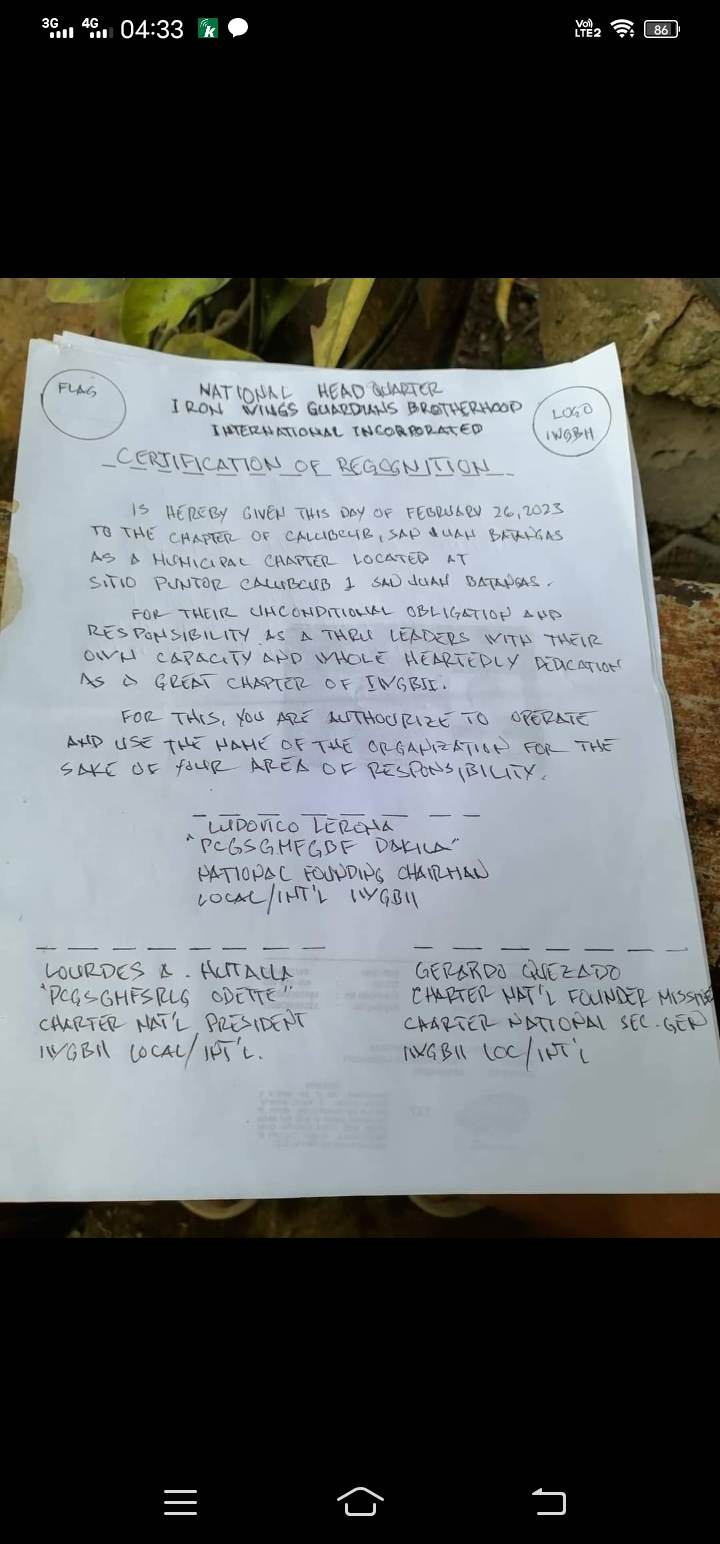 3G 4G 04:33 Vo)) LTE2 86
FLAG
NATIONAL HEAD QUARTER
IRON WINGS GUARDIANS BROTHERHOOD
INTERNATIONAL INCORPORATED
LOGO
IWGBII
CERTIFICATION OF RECOGNITION
IS HEREBY GIVEN THIS DAY OF FEBRUARY 26, 2023
TO THE CHAPTER OF CALUBCUB, SAN JUAN BATANGAS
AS A MUNICIPAL CHAPTER LOCATED AT
SITIO PUNTOR CALUBCUB 1 SAN JUAN BATANGAS.
FOR THEIR UNCONDITIONAL OBLIGATION AND
RESPONSIBILITY AS A THRU LEADERS WITH THEIR
OWN CAPACITY AND WHOLE HEARTEDLY DEDICATION
AS A GREAT CHAPTER OF IWGBII.
FOR THIS, YOU ARE AUTHOURIZE TO OPERATE
AND USE THE NAME OF THE ORGANIZATION FOR THE
SAKE OF YOUR AREA OF RESPONSIBILITY.
LUDOVICO LERONA
"PCGSGMFGBF DAKILA"
NATIONAL FOUNDING CHAIRMAN
LOCAL/INT'L IWGBII
LOURDES A. HUTALLA
"PCGSGMFSRLG ODETTE"
CHARTER NAT'L PRESIDENT
IWGBII LOCAL/INT'L.
GERARDO QUEZADO
CHARTER NAT'L FOUNDER
CHARTER NATIONAL SEC. GEN
IWGBII LOC/INT'L